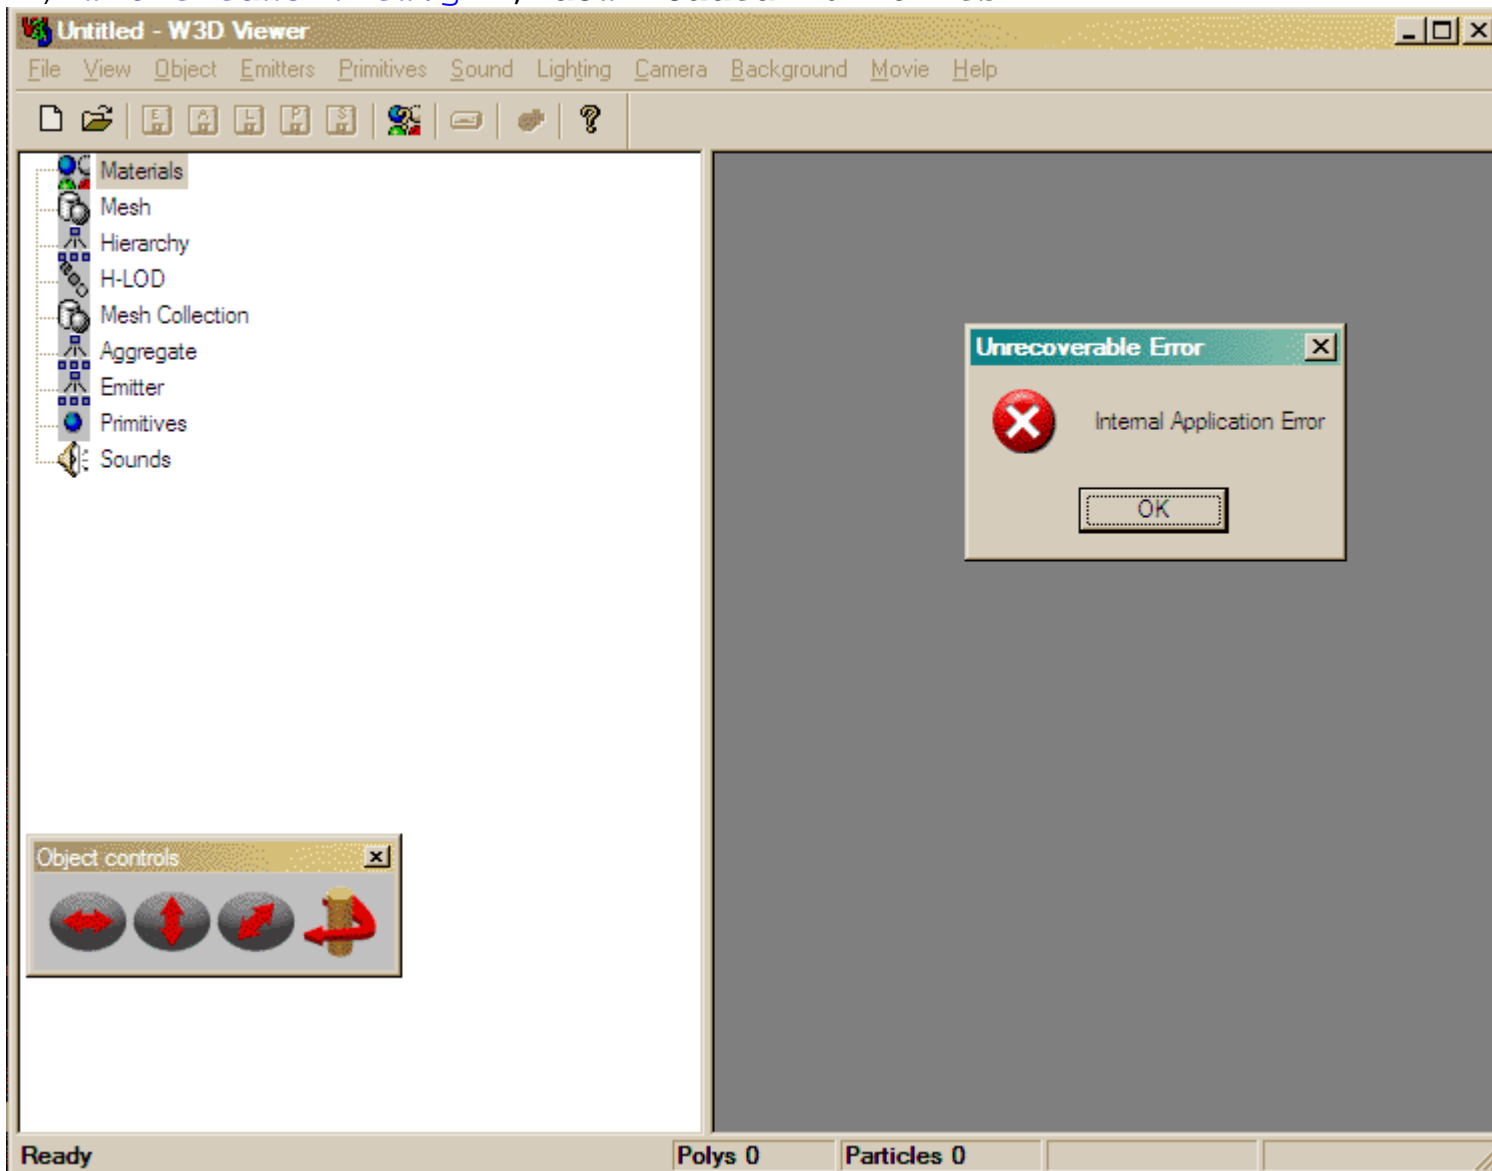 Untitled - W3D Viewer
File View Object Emitters Primitives Sound Lighting Camera Background Movie Help
Materials
Mesh
Hierarchy
H-LOD
Mesh Collection
Aggregate
Emitter
Primitives
Sounds
Unrecoverable Error
Internal Application Error
OK
Object controls
Ready Polys 0 Particles 0